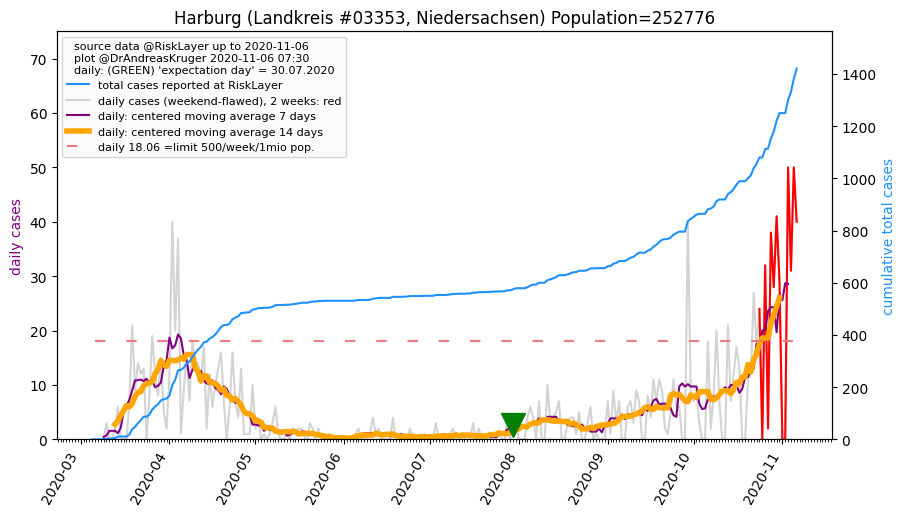 Harburg (Landkreis #03353, Niedersachsen) Population=252776
source data @RiskLayer up to 2020-11-06
plot @DrAndreasKruger 2020-11-06 07:30
daily: (GREEN) 'expectation day' = 30.07.2020
total cases reported at RiskLayer
daily cases (weekend-flawed), 2 weeks: red
daily: centered moving average 7 days
daily: centered moving average 14 days
daily 18.06 =limit 500/week/1mio pop.
daily cases
70
60
50
40
30
20
10
0
cumulative total cases
1400
1200
1000
800
600
400
200
0
2020-03
2020-04
2020-05
2020-06
2020-07
2020-08
2020-09
2020-10
2020-11